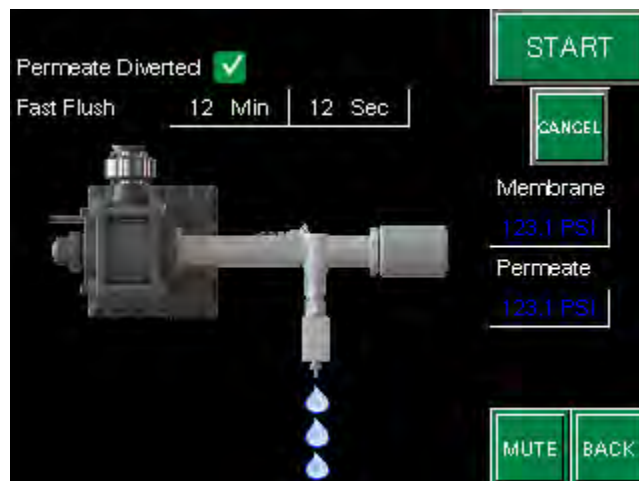 START
Permeate Diverted
Fast Flush 12 Min 12 Sec
CANCEL
Membrane
123.1 PSI
Permeate
123.1 PSI
MUTE BACK